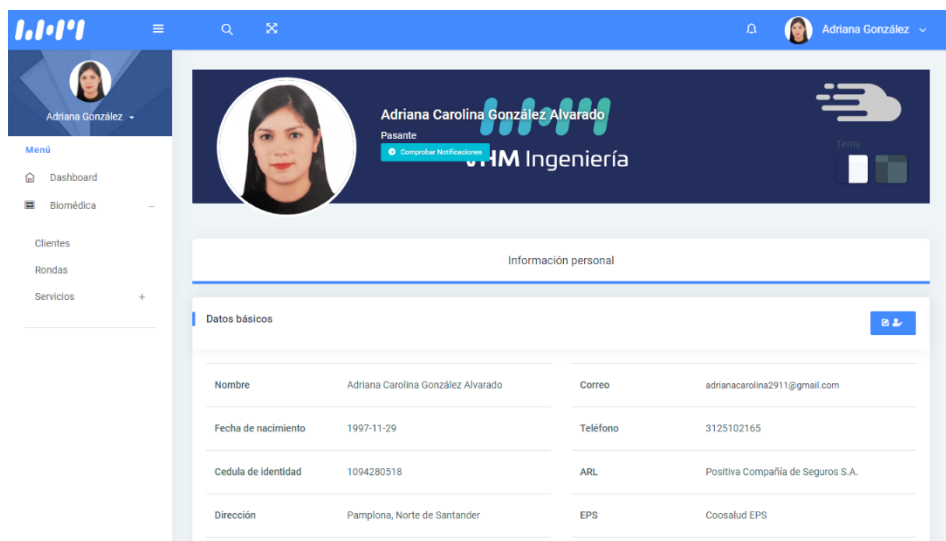 Adriana González
Adriana González
Menú
Dashboard
Biomédica
Clientes
Rondas
Servicios
Adriana Carolina González Alvarado
Pasante
Comprobar Notificaciones
VHM Ingeniería
Tema
Información personal
Datos básicos
Nombre Adriana Carolina González Alvarado Correo adrianacarolina2911@gmail.com
Fecha de nacimiento 1997-11-29 Teléfono 3125102165
Cedula de identidad 1094280518 ARL Positiva Compañía de Seguros S.A.
Dirección Pamplona, Norte de Santander EPS Coosalud EPS